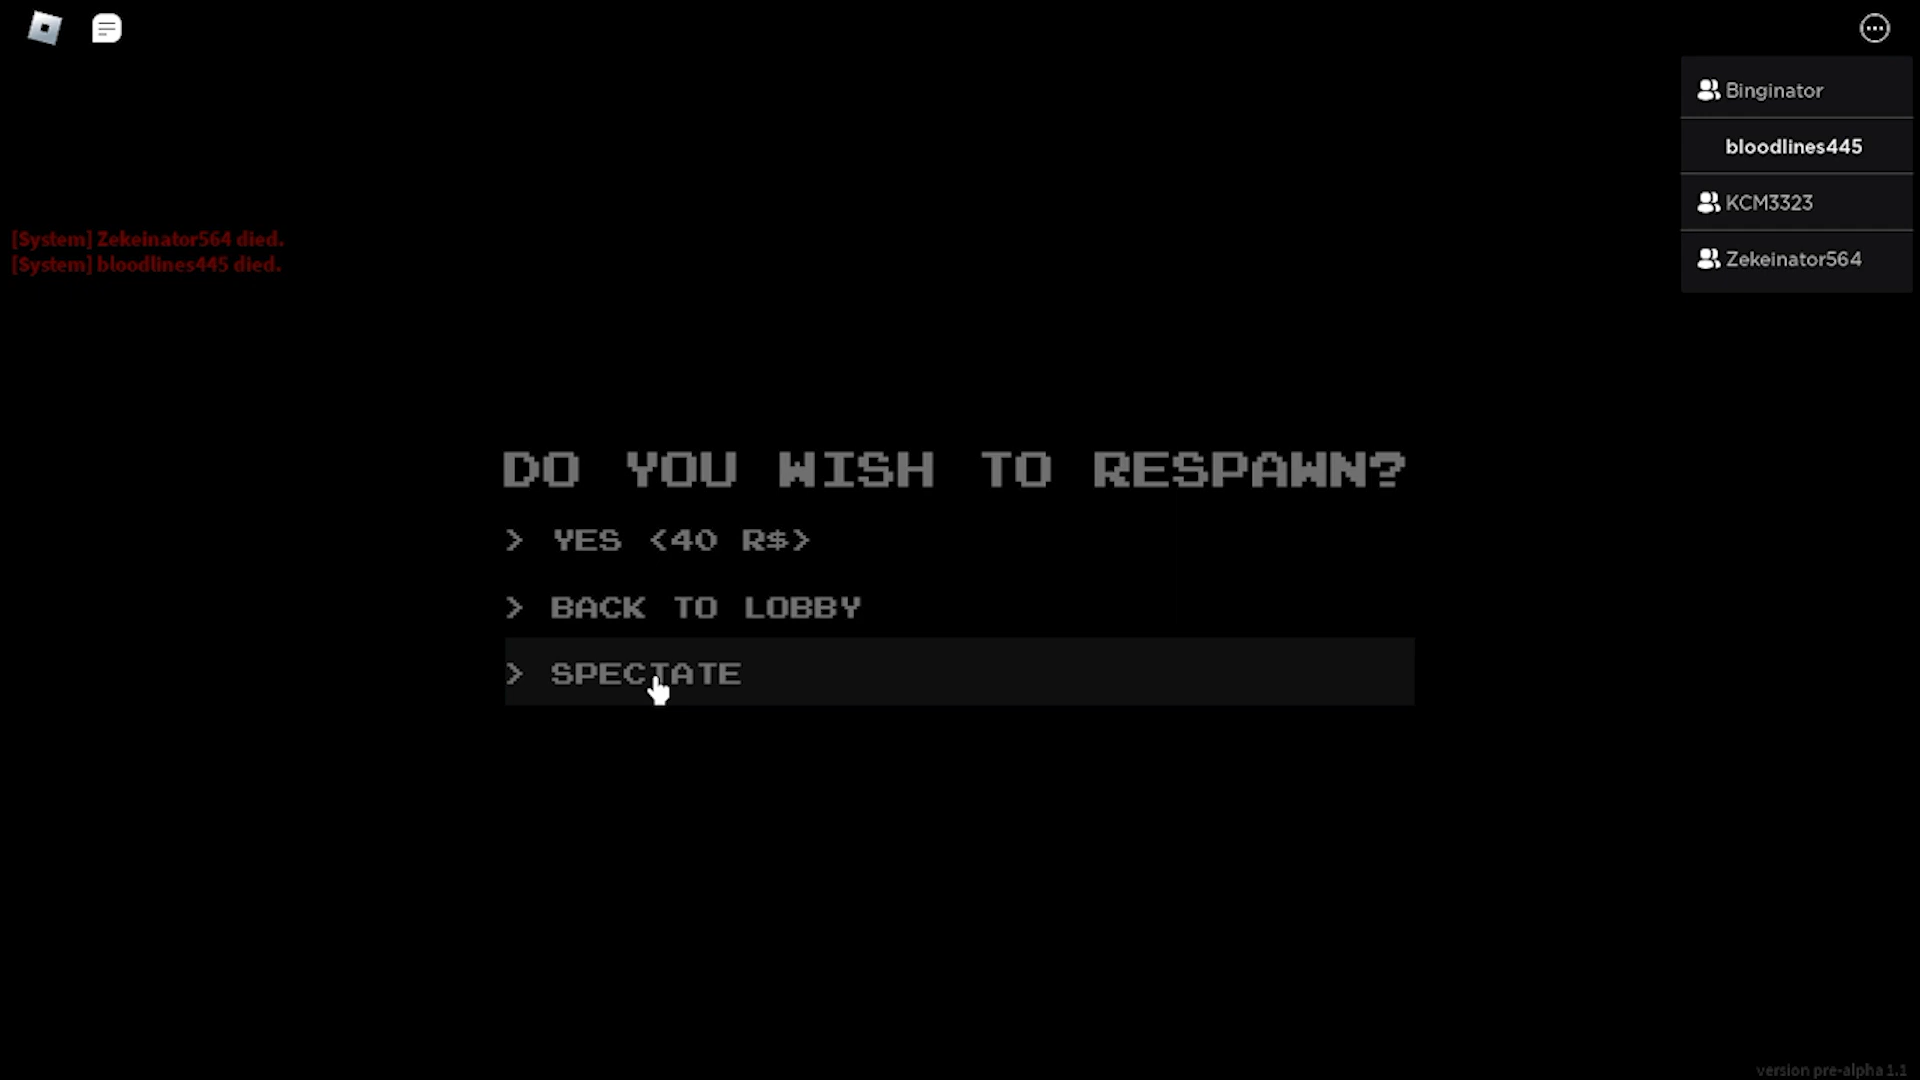 Binginator
bloodlines445
KCM3323
Zekeinator564
[System] Zekeinator564 died.
[System] bloodlines445 died.
DO YOU WISH TO RESPAWN?
> YES <40 R$>
> BACK TO LOBBY
> SPECTATE
version pre-alpha 1.1